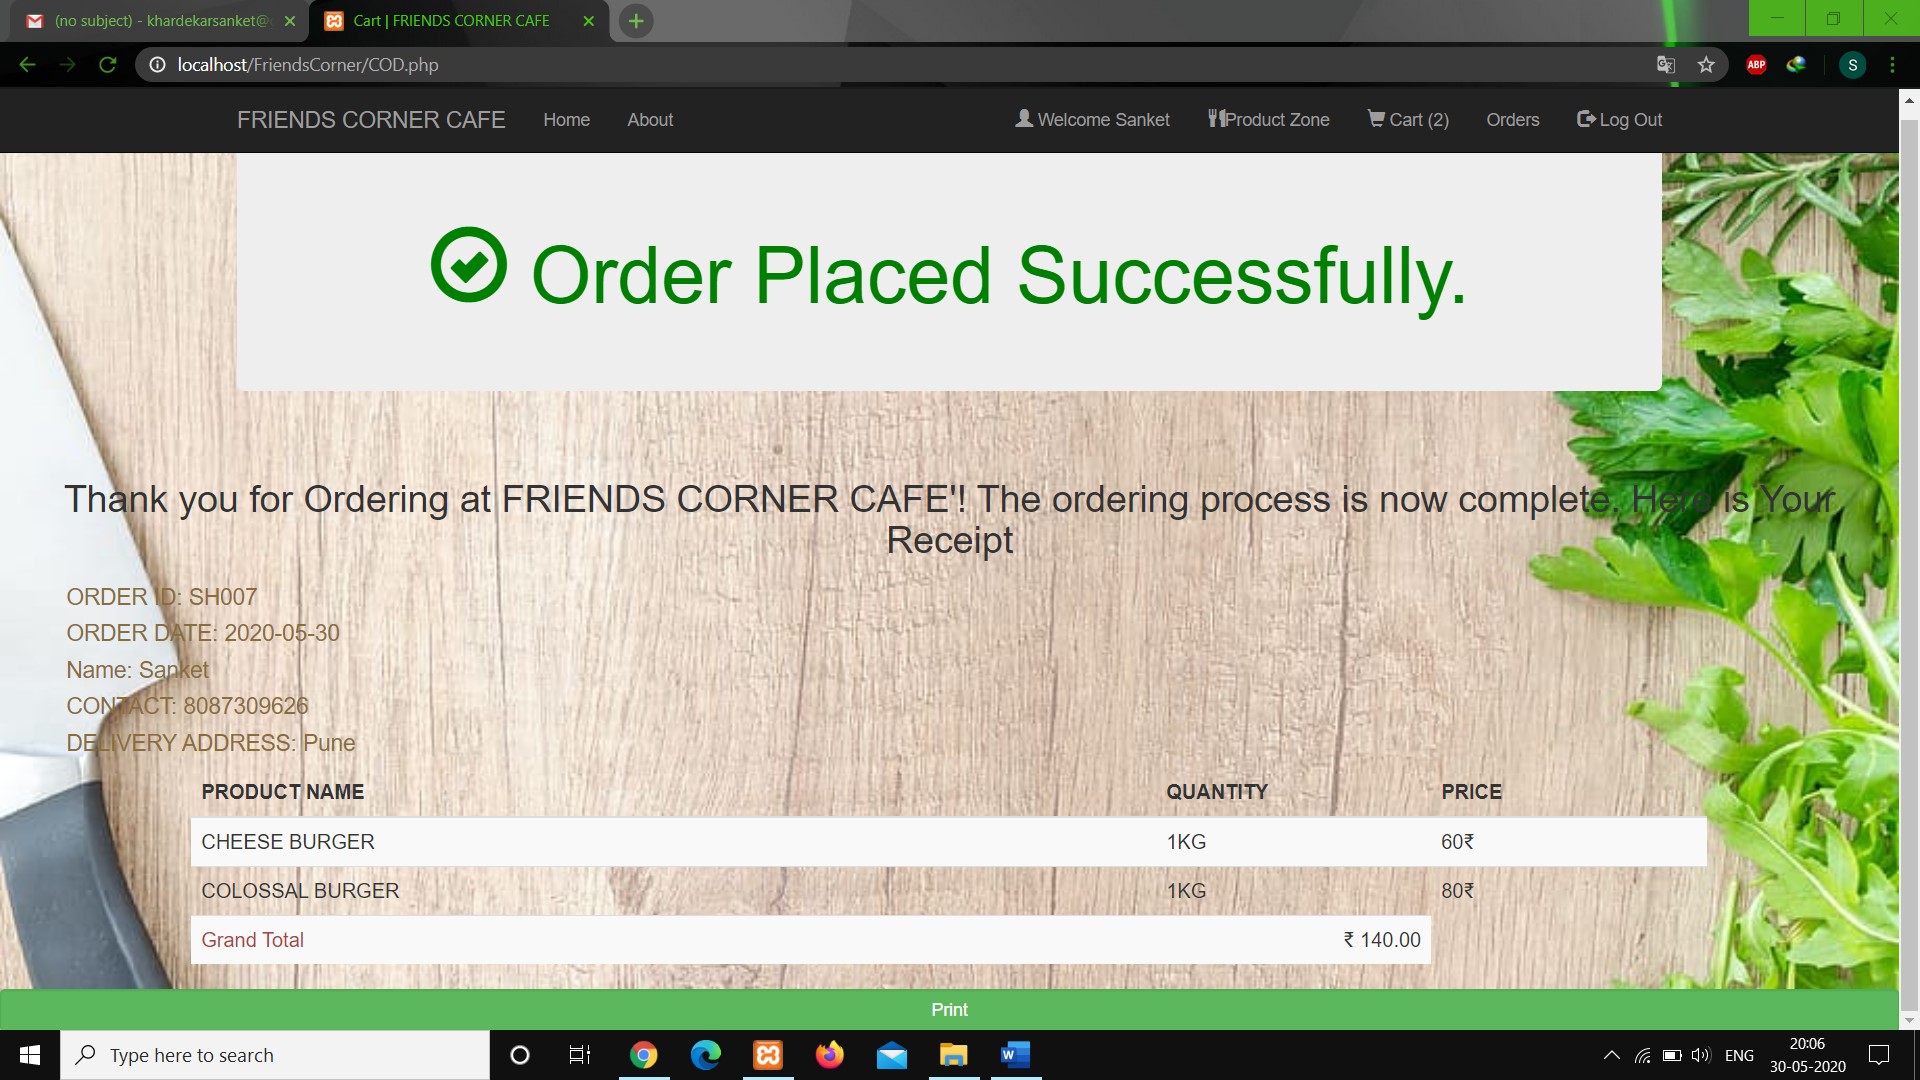 (no subject) - khardekarsanket@
Cart | FRIENDS CORNER CAFE
localhost/FriendsCorner/COD.php
ABP
S
FRIENDS CORNER CAFE Home About Welcome Sanket Product Zone Cart (2) Orders Log Out
Order Placed Successfully.
Thank you for Ordering at FRIENDS CORNER CAFE'! The ordering process is now complete. Here is Your
Receipt
ORDER ID: SH007
ORDER DATE: 2020-05-30
Name: Sanket
CONTACT: 8087309626
DELIVERY ADDRESS: Pune
PRODUCT NAME QUANTITY PRICE
CHEESE BURGER 1KG 60₹
COLOSSAL BURGER 1KG 80₹
Grand Total ₹ 140.00
Print
Type here to search
W
ENG
20:06
30-05-2020